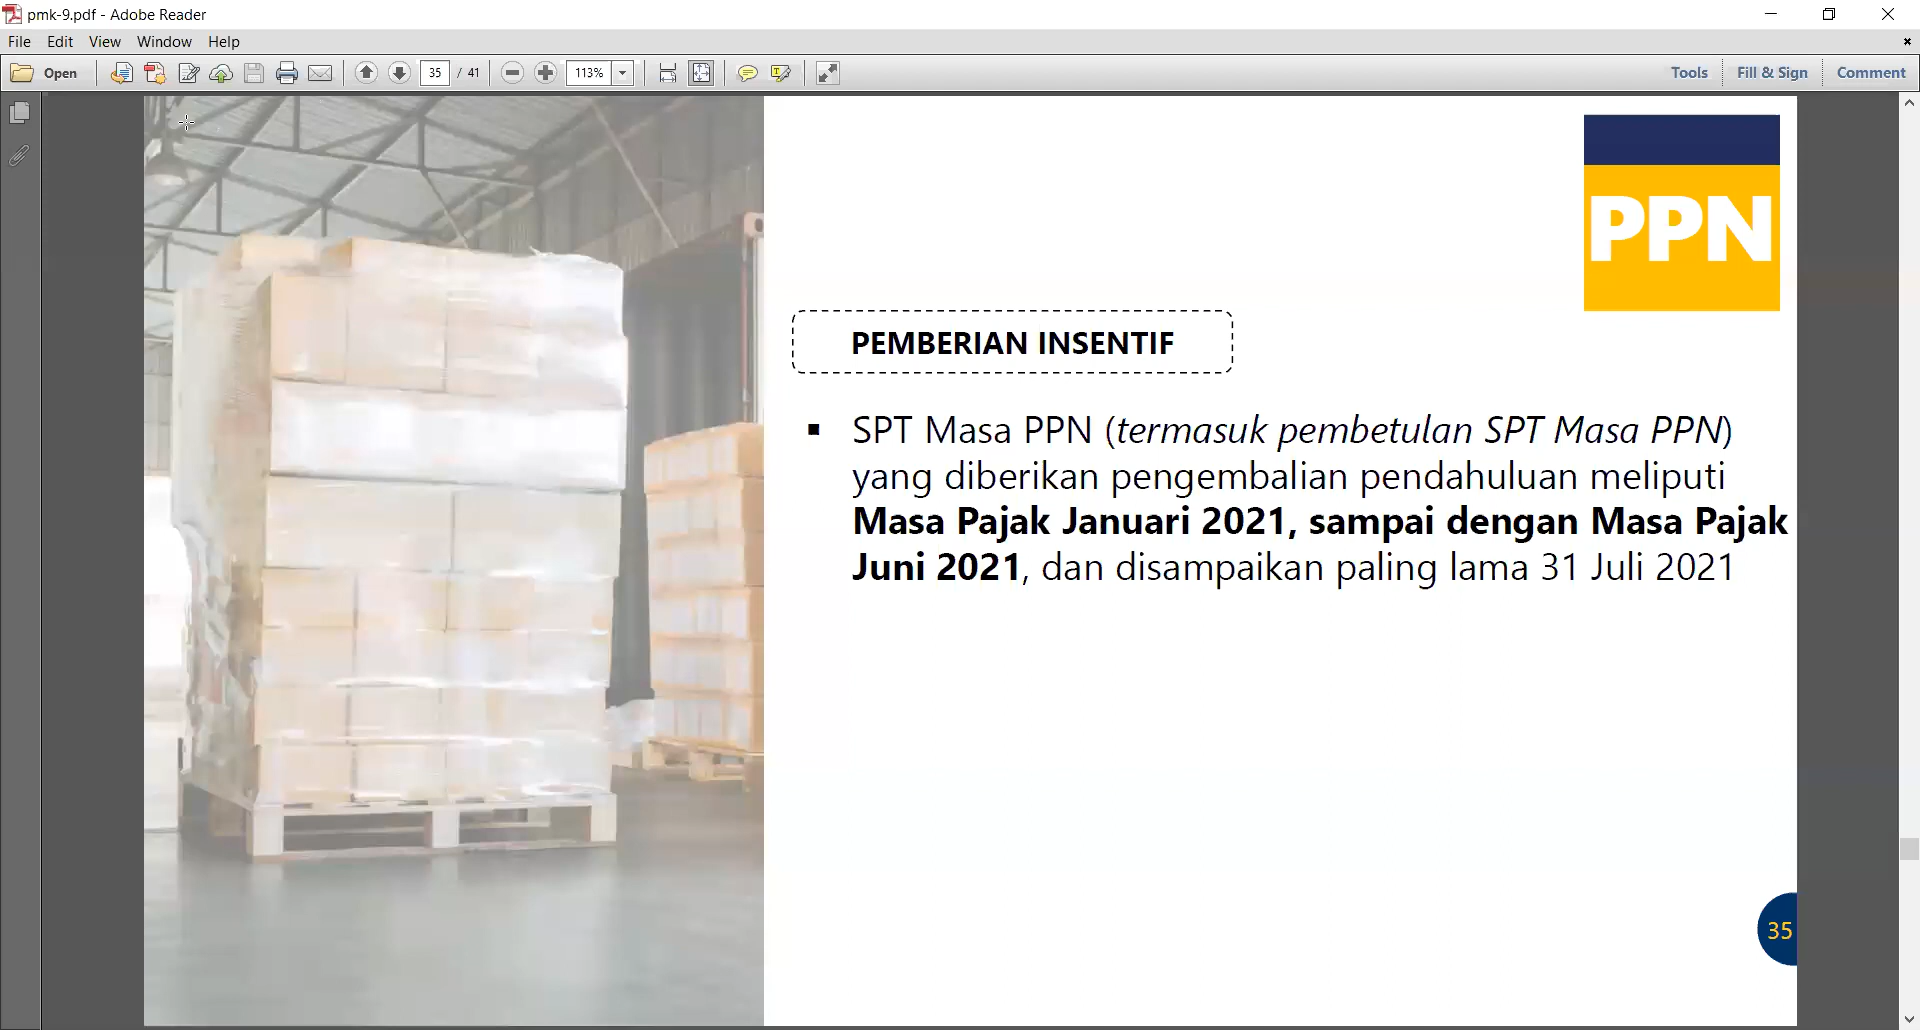 pmk-9.pdf - Adobe Reader
File Edit View Window Help
Open 35 / 41 113% Tools Fill & Sign Comment
PPN
PEMBERIAN INSENTIF
▪ SPT Masa PPN (termasuk pembetulan SPT Masa PPN)
yang diberikan pengembalian pendahuluan meliputi
Masa Pajak Januari 2021, sampai dengan Masa Pajak
Juni 2021, dan disampaikan paling lama 31 Juli 2021
35